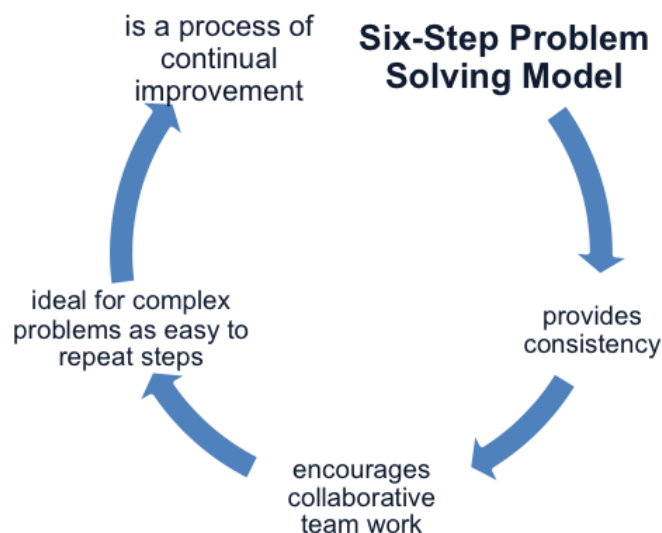 Six-Step Problem
Solving Model
provides
consistency
encourages
collaborative
team work
ideal for complex
problems as easy to
repeat steps
is a process of
continual
improvement